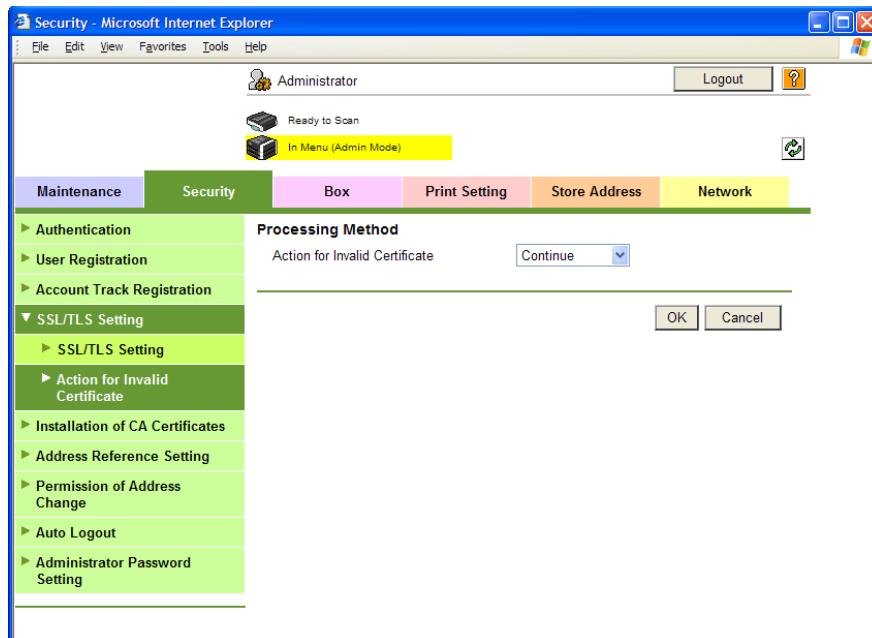 Security - Microsoft Internet Explorer
File Edit View Favorites Tools Help
Administrator
Logout
?
Ready to Scan
In Menu (Admin Mode)
Maintenance Security Box Print Setting Store Address Network
Authentication
User Registration
Account Track Registration
SSL/TLS Setting
SSL/TLS Setting
Action for Invalid
Certificate
Installation of CA Certificates
Address Reference Setting
Permission of Address
Change
Auto Logout
Administrator Password
Setting
Processing Method
Action for Invalid Certificate Continue
OK Cancel